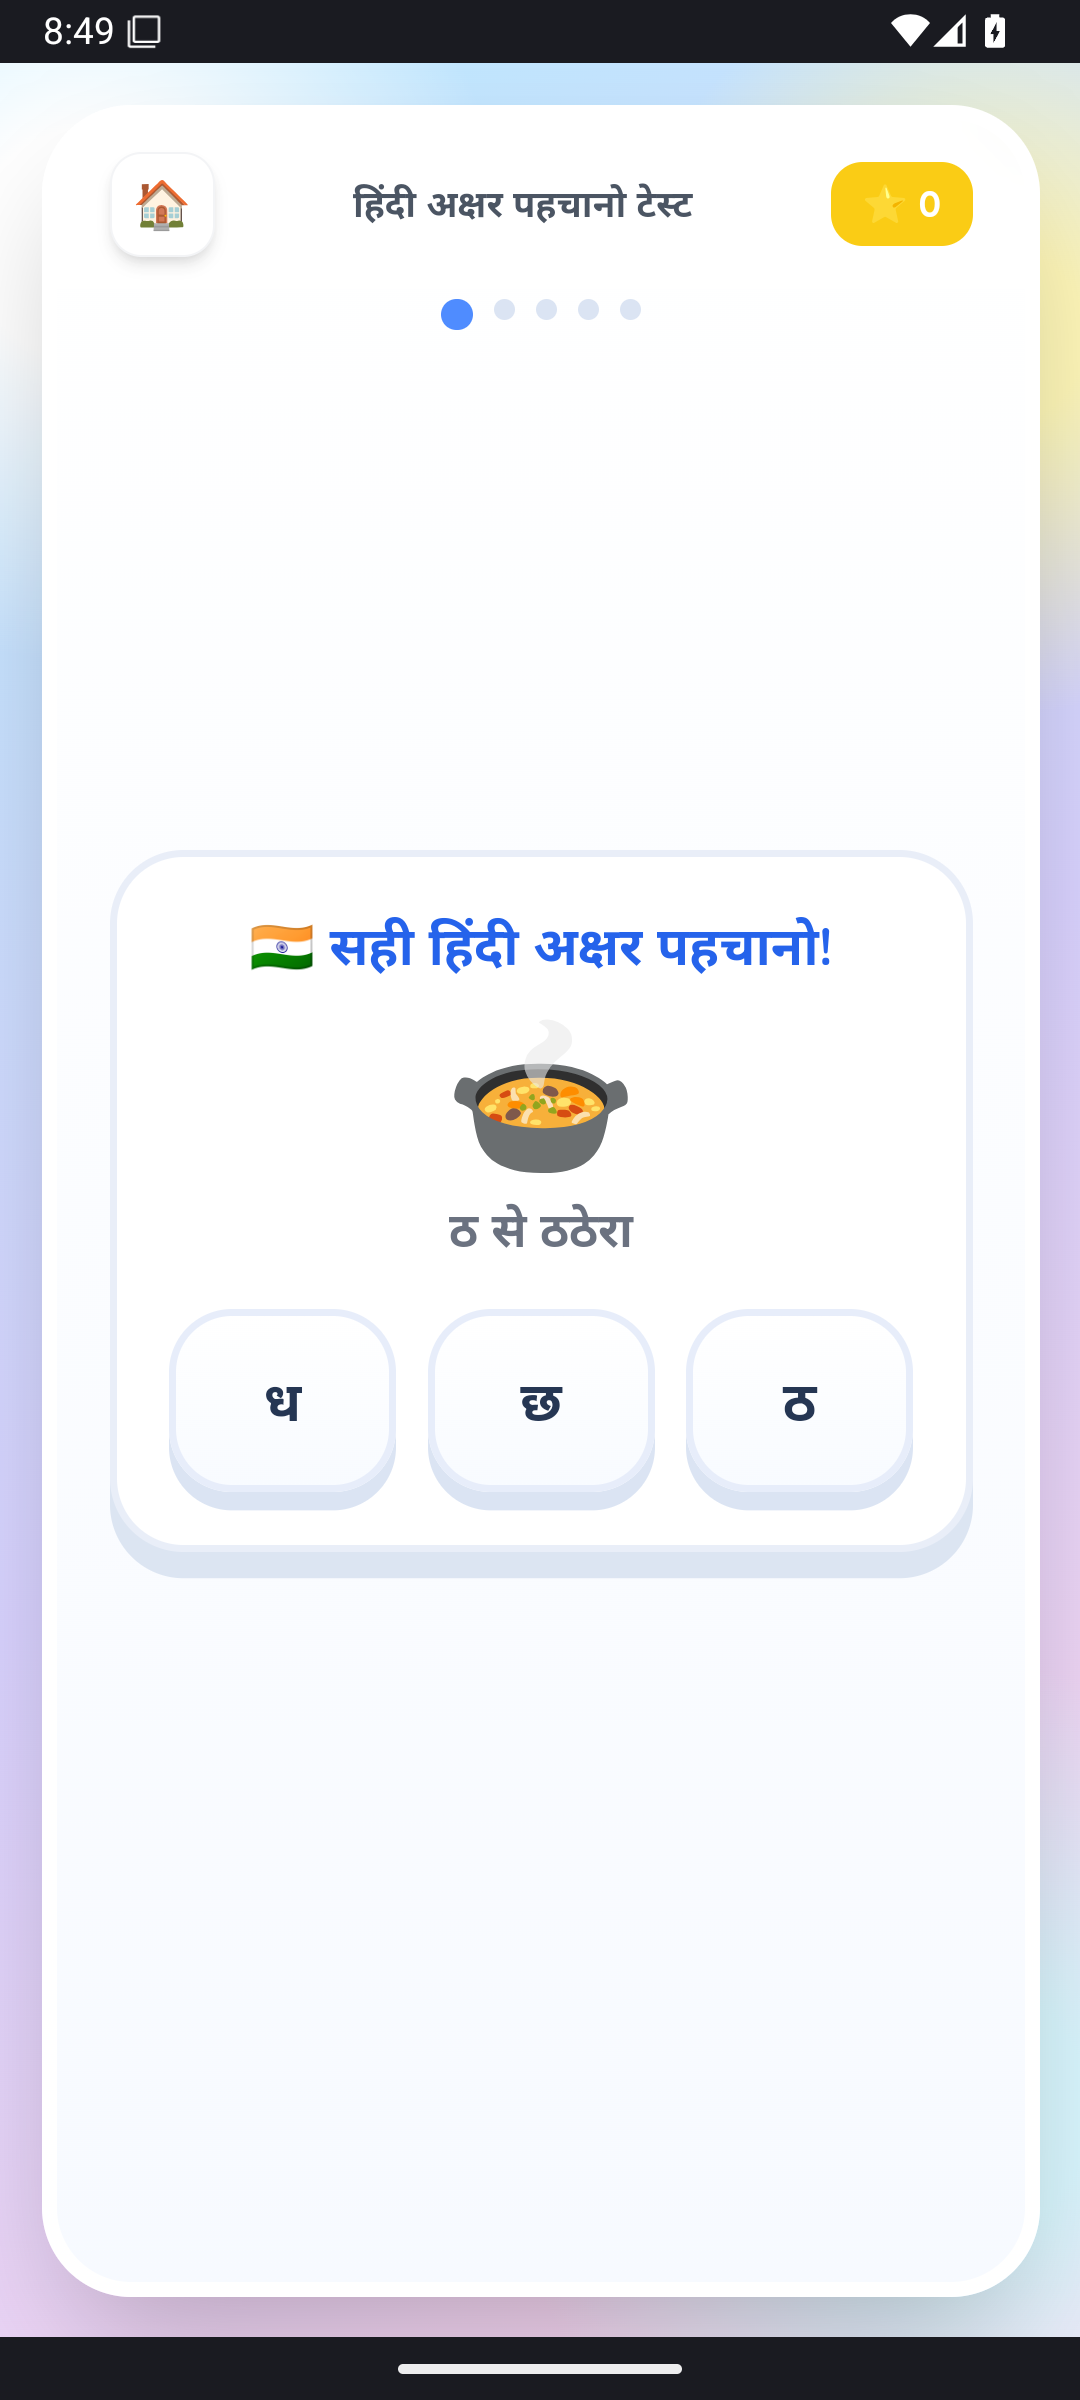 8:49
हिंदी अक्षर पहचानो टेस्ट
0
सही हिंदी अक्षर पहचानो!
ठ से ठठेरा
ध छ ठ